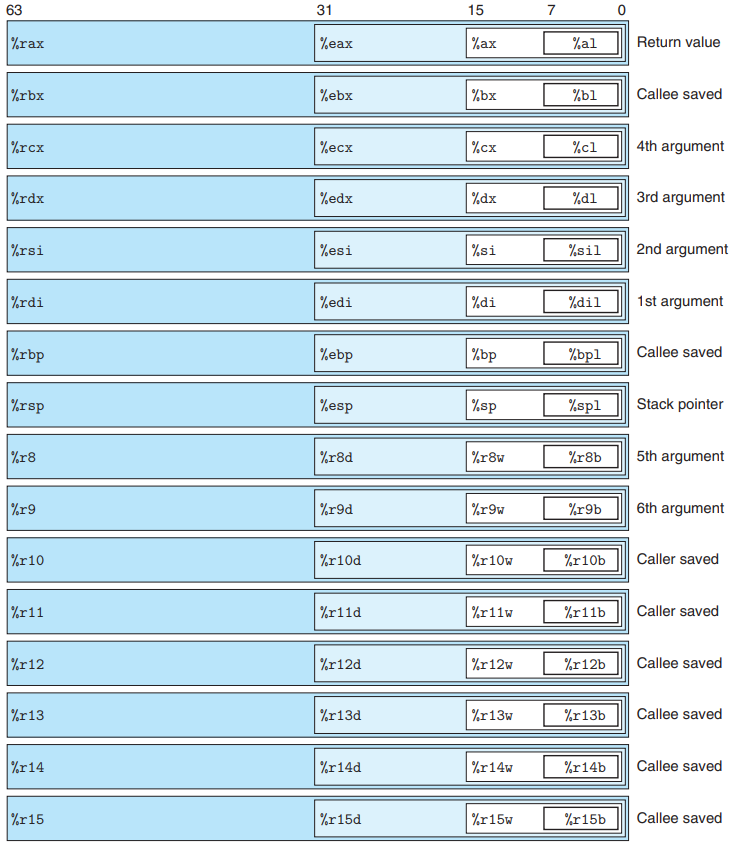 63 31 15 7 0
%rax %eax %ax %al Return value
%rbx %ebx %bx %bl Callee saved
%rcx %ecx %cx %cl 4th argument
%rdx %edx %dx %dl 3rd argument
%rsi %esi %si %sil 2nd argument
%rdi %edi %di %dil 1st argument
%rbp %ebp %bp %bpl Callee saved
%rsp %esp %sp %spl Stack pointer
%r8 %r8d %r8w %r8b 5th argument
%r9 %r9d %r9w %r9b 6th argument
%r10 %r10d %r10w %r10b Caller saved
%r11 %r11d %r11w %r11b Caller saved
%r12 %r12d %r12w %r12b Callee saved
%r13 %r13d %r13w %r13b Callee saved
%r14 %r14d %r14w %r14b Callee saved
%r15 %r15d %r15w %r15b Callee saved